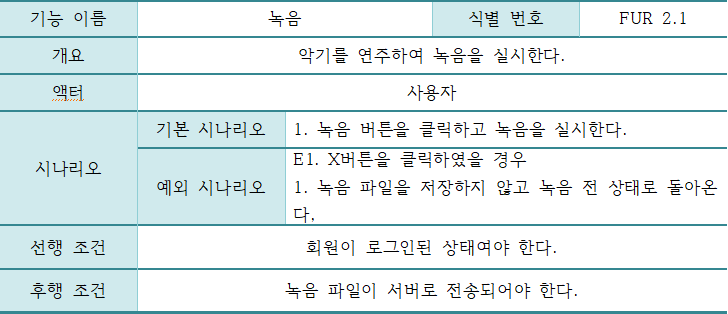 기능 이름 녹음 식별 번호 FUR 2.1
개요 악기를 연주하여 녹음을 실시한다.
액터 사용자
시나리오 기본 시나리오 1. 녹음 버튼을 클릭하고 녹음을 실시한다.
예외 시나리오 E1. X버튼을 클릭하였을 경우
1. 녹음 파일을 저장하지 않고 녹음 전 상태로 돌아온
다,
선행 조건 회원이 로그인된 상태여야 한다.
후행 조건 녹음 파일이 서버로 전송되어야 한다.